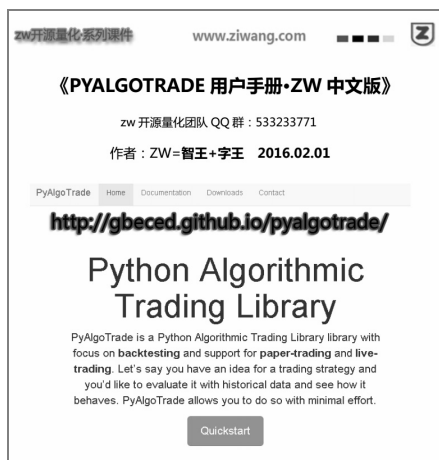 zw开源量化·系列课件 www.ziwang.com
《PYALGOTRADE 用户手册•ZW 中文版》
zw 开源量化团队 QQ 群：533233771
作者：ZW=智王+字王 2016.02.01
PyAlgoTrade Home Documentation Downloads Contact
http://gbeced.github.io/pyalgotrade/
Python Algorithmic
Trading Library
PyAlgoTrade is a Python Algorithmic Trading Library library with
focus on backtesting and support for paper-trading and live-
trading. Let's say you have an idea for a trading strategy and
you'd like to evaluate it with historical data and see how it
behaves. PyAlgoTrade allows you to do so with minimal effort.
Quickstart